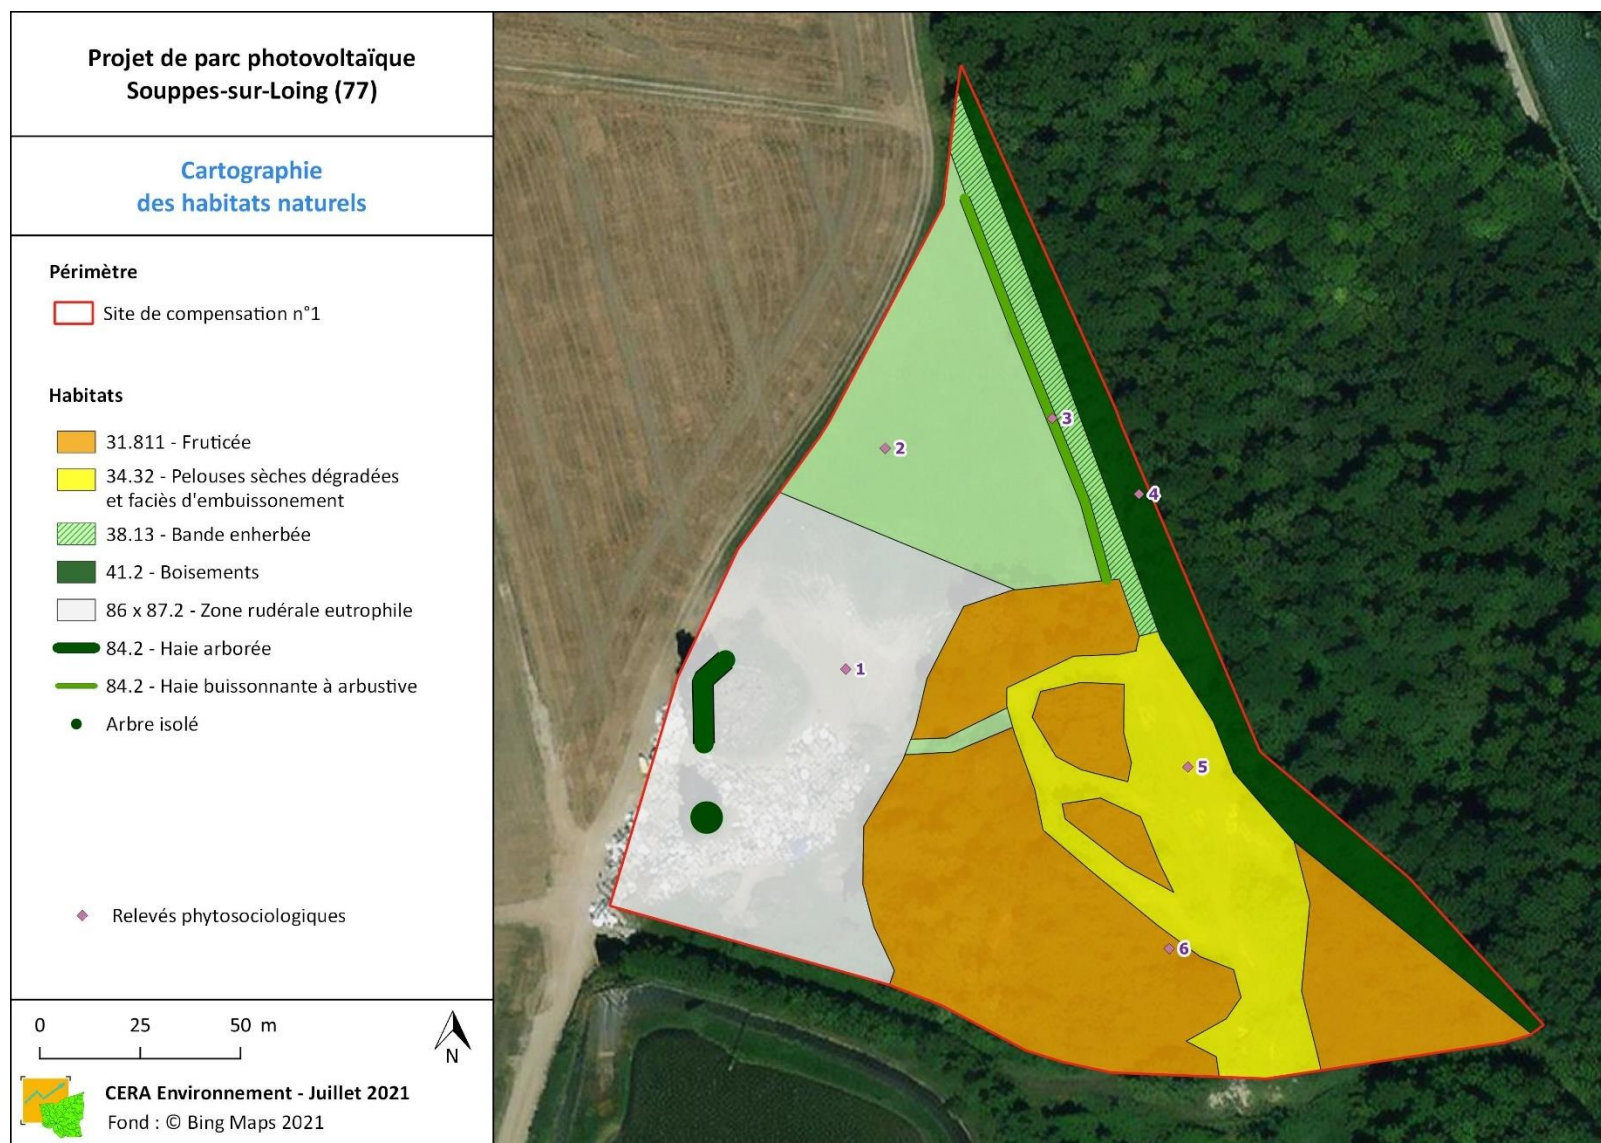 Projet de parc photovoltaïque
Souppes-sur-Loing (77)
Cartographie
des habitats naturels
Périmètre
Site de compensation n°1
Habitats
31.811 - Fruticée
34.32 - Pelouses sèches dégradées
et faciès d'embuissonement
38.13 - Bande enherbée
41.2 - Boisements
86 x 87.2 - Zone rudérale eutrophile
84.2 - Haie arborée
84.2 - Haie buissonnante à arbustive
Arbre isolé
Relevés phytosociologiques
0 25 50 m
N
CERA Environnement - Juillet 2021
Fond : © Bing Maps 2021
3
2
4
1
5
6